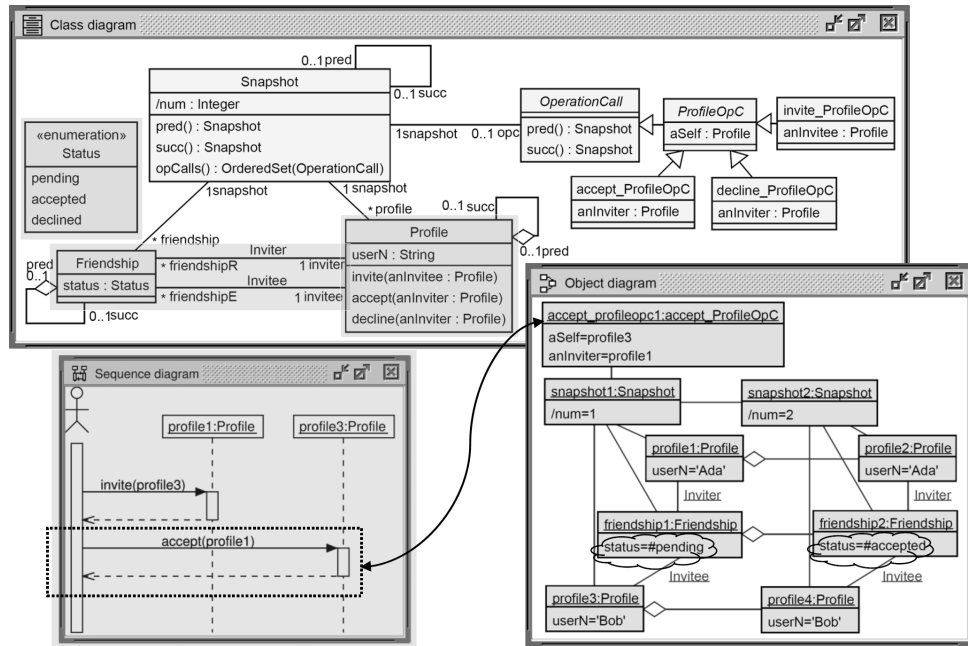 Class diagram
0..1 pred
Snapshot
/num : Integer
pred() : Snapshot
succ() : Snapshot
opCalls() : OrderedSet(OperationCall)
0..1 succ
1snapshot
0..1 opc
OperationCall
pred() : Snapshot
succ() : Snapshot
ProfileOpC
aSelf : Profile
invite_ProfileOpC
anInvitee : Profile
accept_ProfileOpC
anInviter : Profile
decline_ProfileOpC
anInviter : Profile
«enumeration»
Status
pending
accepted
declined
1snapshot
1 snapshot
* profile
0..1 succ
0..1pred
* friendship
Inviter
* friendshipR
1 inviter
Invitee
* friendshipE
1 invitee
pred
0..1
Friendship
status : Status
0..1succ
Profile
userN : String
invite(anInvitee : Profile)
accept(anInviter : Profile)
decline(anInviter : Profile)
Object diagram
accept_profileopc1:accept_ProfileOpC
aSelf=profile3
anInviter=profile1
snapshot1:Snapshot
/num=1
snapshot2:Snapshot
/num=2
profile1:Profile
userN='Ada'
profile2:Profile
userN='Ada'
Inviter
Inviter
friendship1:Friendship
status=#pending
friendship2:Friendship
status=#accepted
Invitee
Invitee
profile3:Profile
userN='Bob'
profile4:Profile
userN='Bob'
Sequence diagram
profile1:Profile
profile3:Profile
invite(profile3)
accept(profile1)